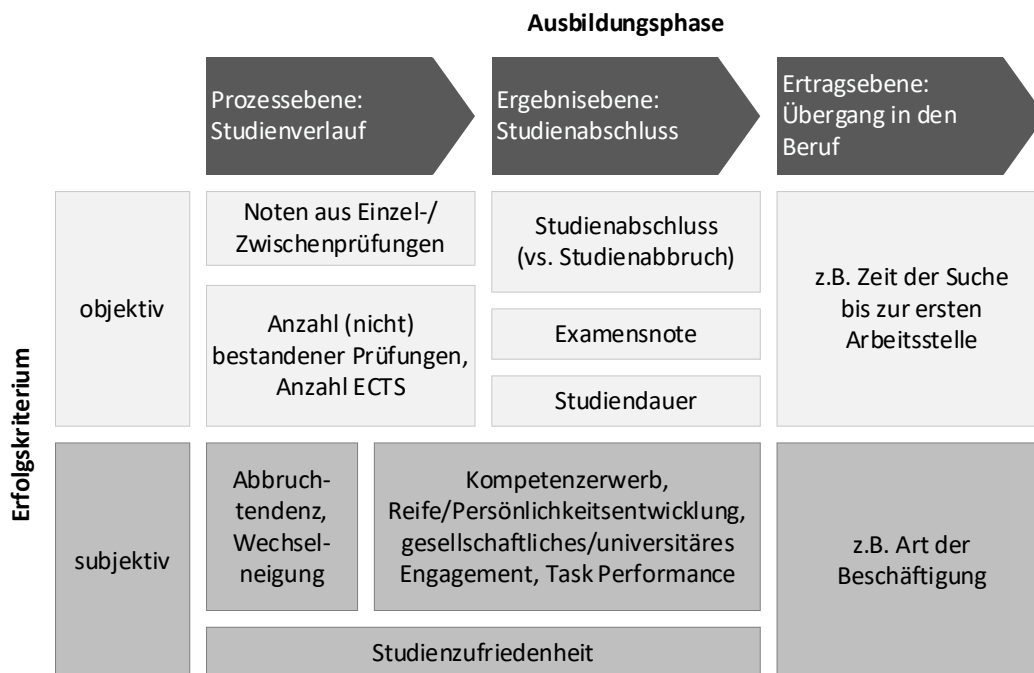 Ausbildungsphase
Prozessebene:
Studienverlauf
Ergebnisebene:
Studienabschluss
Ertragsebene:
Übergang in den
Beruf
Erfolgskriterium
objektiv
Noten aus Einzel-/
Zwischenprüfungen
Anzahl (nicht)
bestandener Prüfungen,
Anzahl ECTS
Studienabschluss
(vs. Studienabbruch)
Examensnote
Studiendauer
z.B. Zeit der Suche
bis zur ersten
Arbeitsstelle
subjektiv
Abbruch-
tendenz,
Wechsel-
neigung
Kompetenzerwerb,
Reife/Persönlichkeitsentwicklung,
gesellschaftliches/universitäres
Engagement, Task Performance
Studienzufriedenheit
z.B. Art der
Beschäftigung